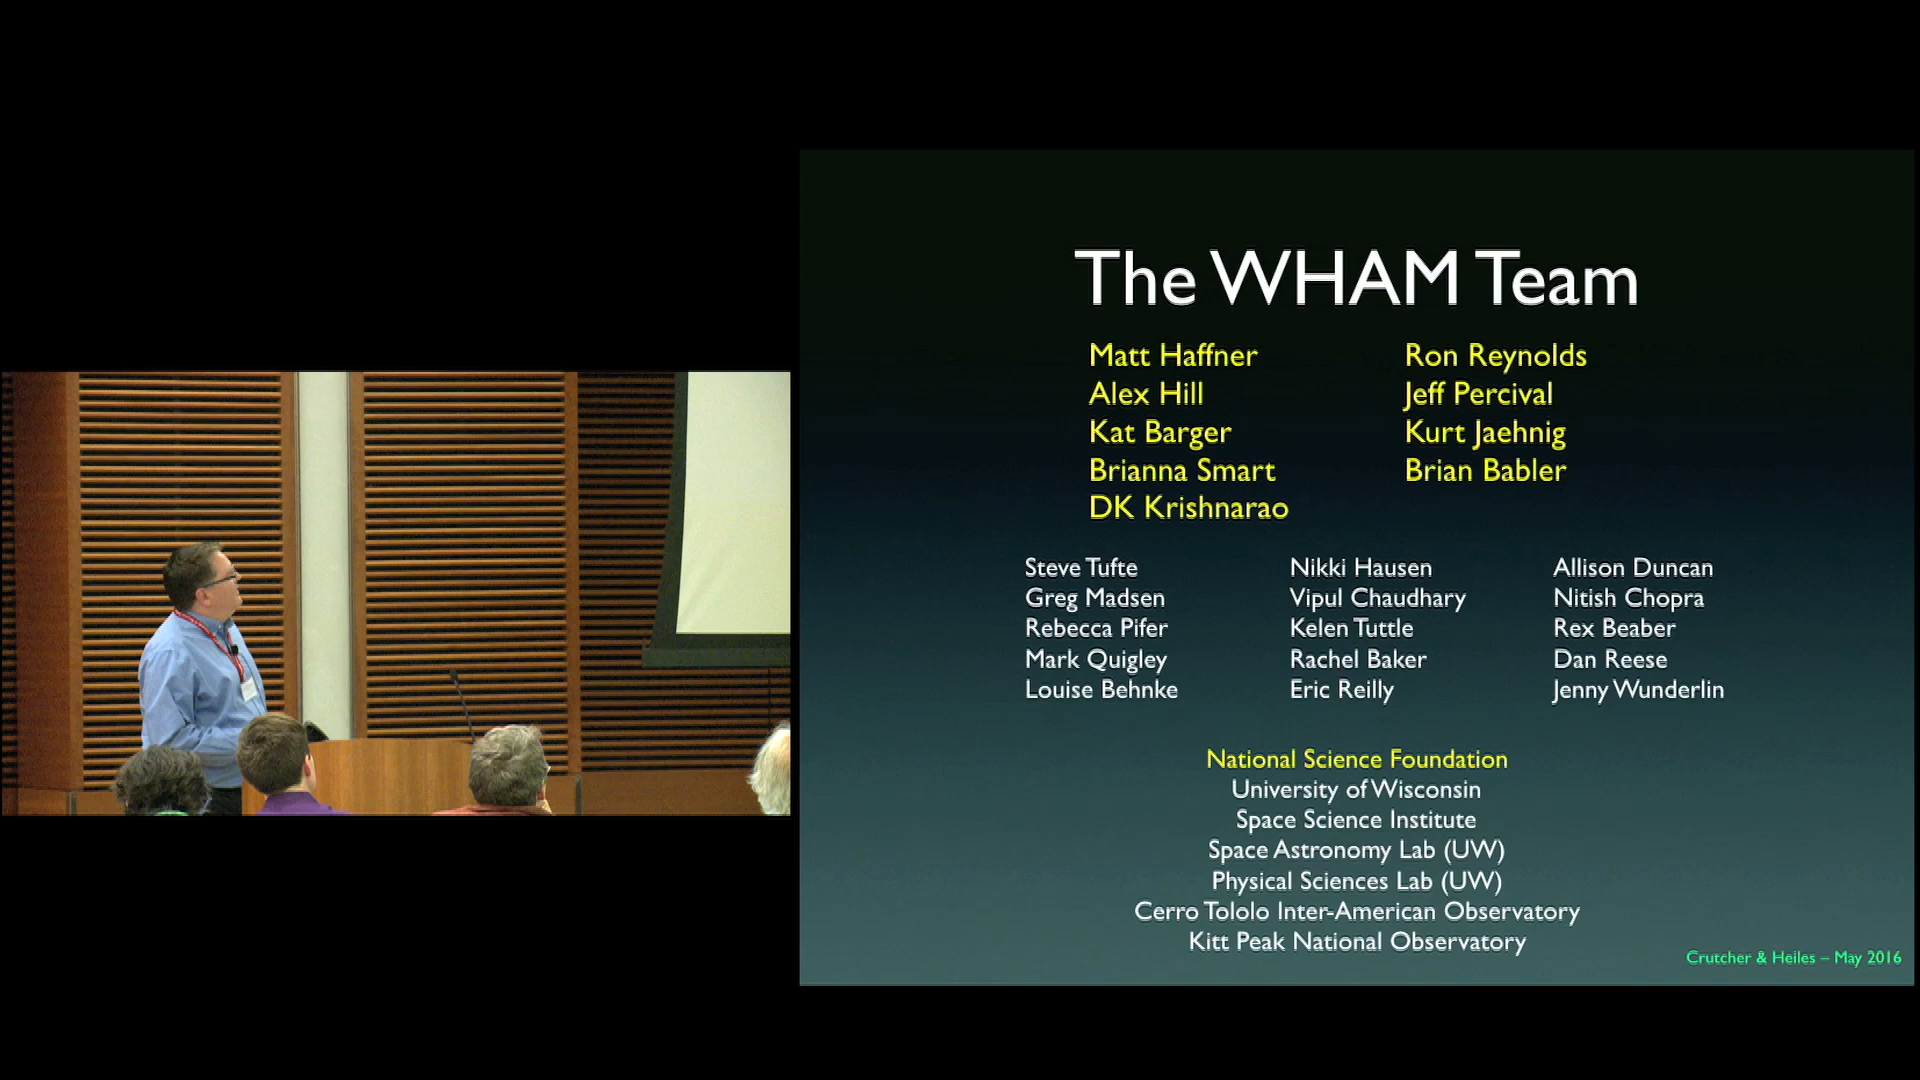 The WHAM Team
Matt Haffner
Alex Hill
Kat Barger
Brianna Smart
DK Krishnarao
Ron Reynolds
Jeff Percival
Kurt Jaehnig
Brian Babler
Steve Tufte
Greg Madsen
Rebecca Pifer
Mark Quigley
Louise Behnke
Nikki Hausen
Vipul Chaudhary
Kelen Tuttle
Rachel Baker
Eric Reilly
Allison Duncan
Nitish Chopra
Rex Beaber
Dan Reese
Jenny Wunderlin
National Science Foundation
University of Wisconsin
Space Science Institute
Space Astronomy Lab (UW)
Physical Sciences Lab (UW)
Cerro Tololo Inter-American Observatory
Kitt Peak National Observatory
Crutcher & Heiles – May 2016